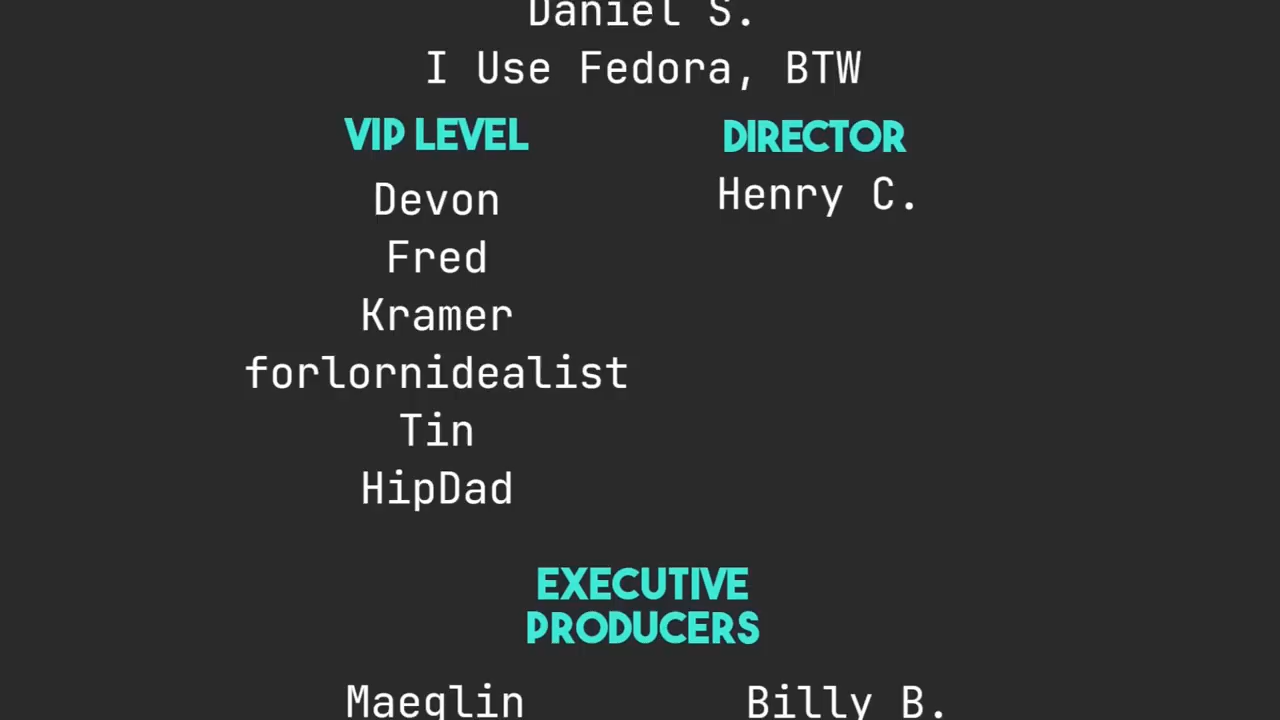 Daniel S.
I Use Fedora, BTW
VIP LEVEL
Devon
Fred
Kramer
forlornidealist
Tin
HipDad
DIRECTOR
Henry C.
EXECUTIVE
PRODUCERS
Maeglin
Billy B.